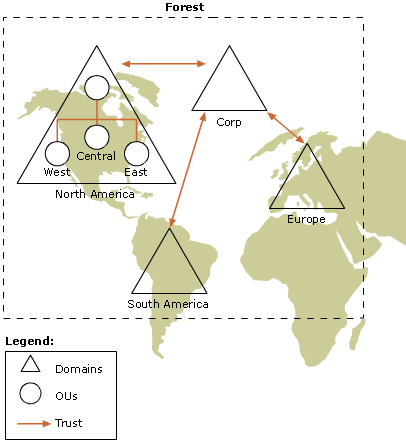 Forest
Corp
Central
West
East
North America
Europe
South America
Legend:
Domains
OUs
Trust